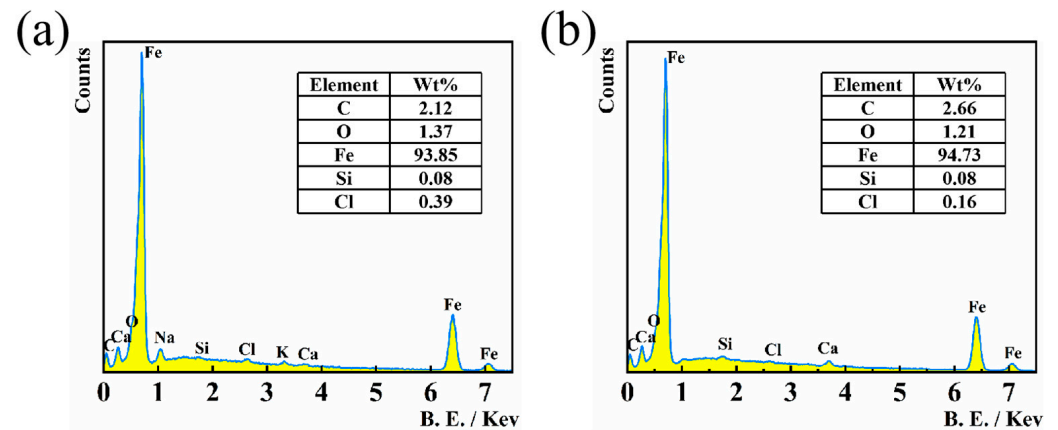 (a)
Counts
Fe
Element Wt%
C 2.12
O 1.37
Fe 93.85
Si 0.08
Cl 0.39
C
Ca
O
Na
Si
Cl
K
Ca
Fe
Fe
0 1 2 3 4 5 6 7
B. E. / Kev
(b)
Counts
Fe
Element Wt%
C 2.66
O 1.21
Fe 94.73
Si 0.08
Cl 0.16
C
Ca
O
Si
Cl
Ca
Fe
Fe
0 1 2 3 4 5 6 7
B. E. / Kev